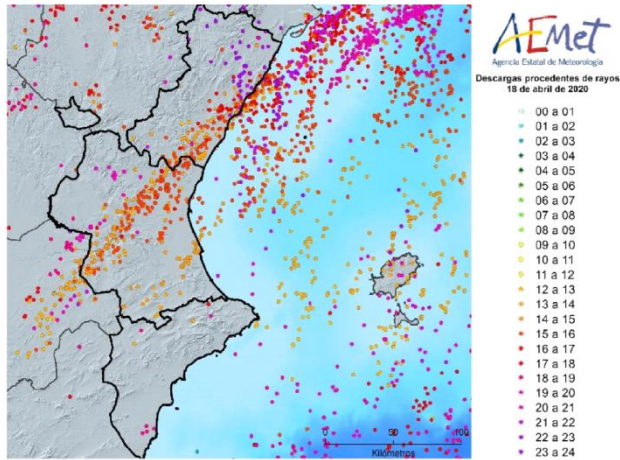 AEMet
Agencia Estatal de Meteorología
Descargas procedentes de rayos
18 de abril de 2020
00 a 01
01 a 02
02 a 03
03 a 04
04 a 05
05 a 06
06 a 07
07 a 08
08 a 09
09 a 10
10 a 11
11 a 12
12 a 13
13 a 14
14 a 15
15 a 16
16 a 17
17 a 18
18 a 19
19 a 20
20 a 21
21 a 22
22 a 23
23 a 24
0 50 100
Kilómetros